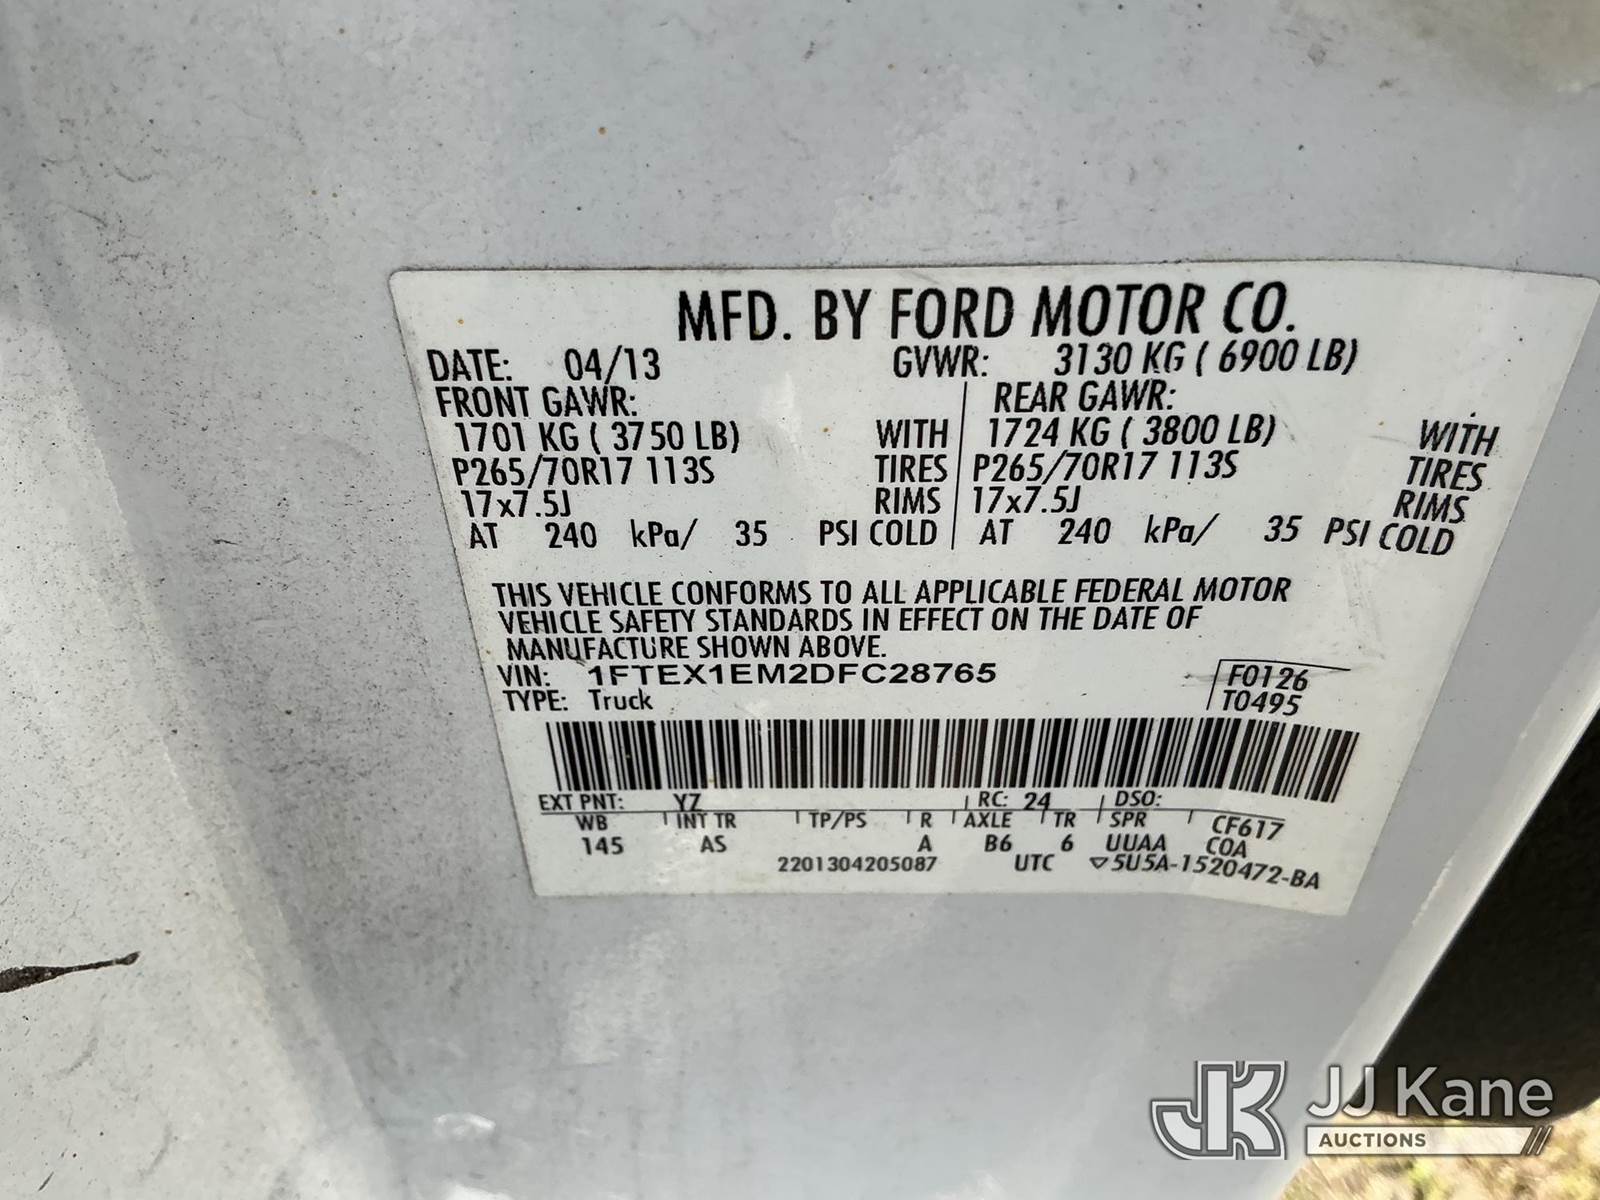 MFD. BY FORD MOTOR CO.
DATE: 04/13 GVWR: 3130 KG ( 6900 LB)
FRONT GAWR: REAR GAWR:
1701 KG ( 3750 LB) WITH 1724 KG ( 3800 LB) WITH
P265/70R17 113S TIRES P265/70R17 113S TIRES
17x7.5J RIMS 17x7.5J RIMS
AT 240 kPa/ 35 PSI COLD AT 240 kPa/ 35 PSI COLD
THIS VEHICLE CONFORMS TO ALL APPLICABLE FEDERAL MOTOR
VEHICLE SAFETY STANDARDS IN EFFECT ON THE DATE OF
MANUFACTURE SHOWN ABOVE.
VIN: 1FTEX1EM2DFC28765 F0126
TYPE: Truck T0495
EXT PNT: YZ RC: 24 DSO:
WB INT TR TP/PS R AXLE TR SPR CF617
145 AS A B6 6 UUAA COA
2201304205087 UTC ▽5U5A-1520472-BA
JK JJ Kane
AUCTIONS